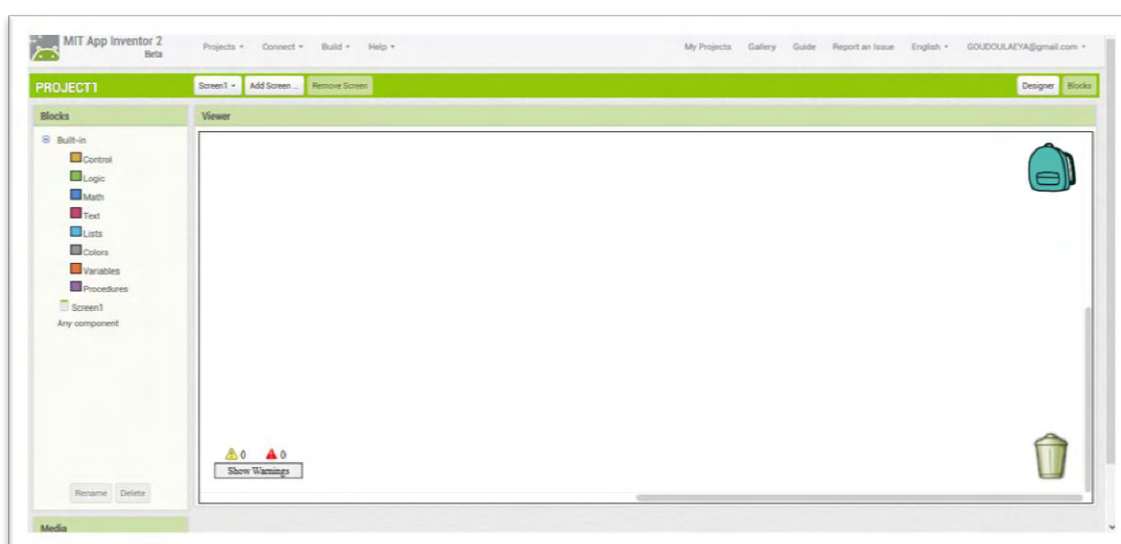 MIT App Inventor 2
Beta
Projects Connect Build Help My Projects Gallery Guide Report an Issue English GOUDOULAEYA@gmail.com
PROJECT1 Screen1 Add Screen ... Remove Screen Designer Blocks
Blocks Viewer
Built-in
Control
Logic
Math
Text
Lists
Colors
Variables
Procedures
Screen1
Any component
0 0
Show Warnings
Rename Delete
Media